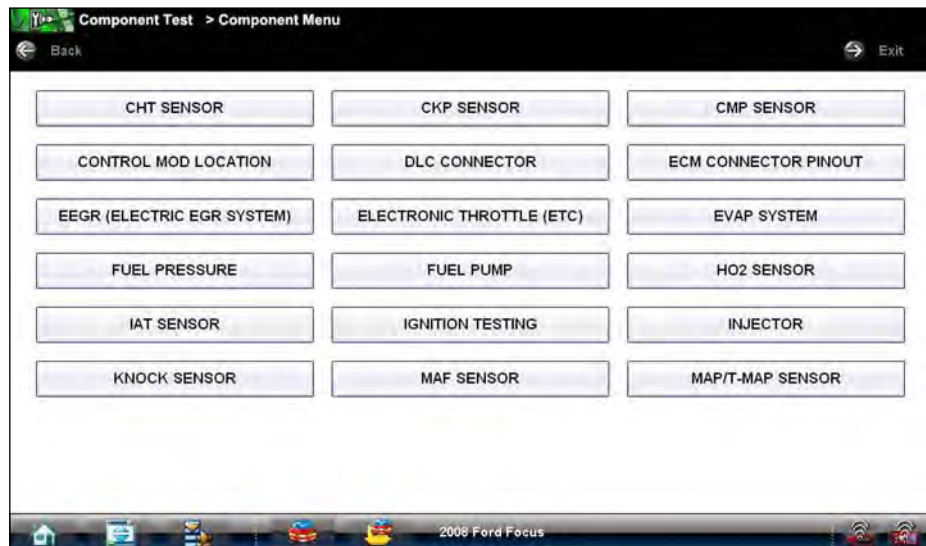 Component Test > Component Menu
Back Exit
CHT SENSOR CKP SENSOR CMP SENSOR
CONTROL MOD LOCATION DLC CONNECTOR ECM CONNECTOR PINOUT
EEGR (ELECTRIC EGR SYSTEM) ELECTRONIC THROTTLE (ETC) EVAP SYSTEM
FUEL PRESSURE FUEL PUMP HO2 SENSOR
IAT SENSOR IGNITION TESTING INJECTOR
KNOCK SENSOR MAF SENSOR MAP/T-MAP SENSOR
2008 Ford Focus